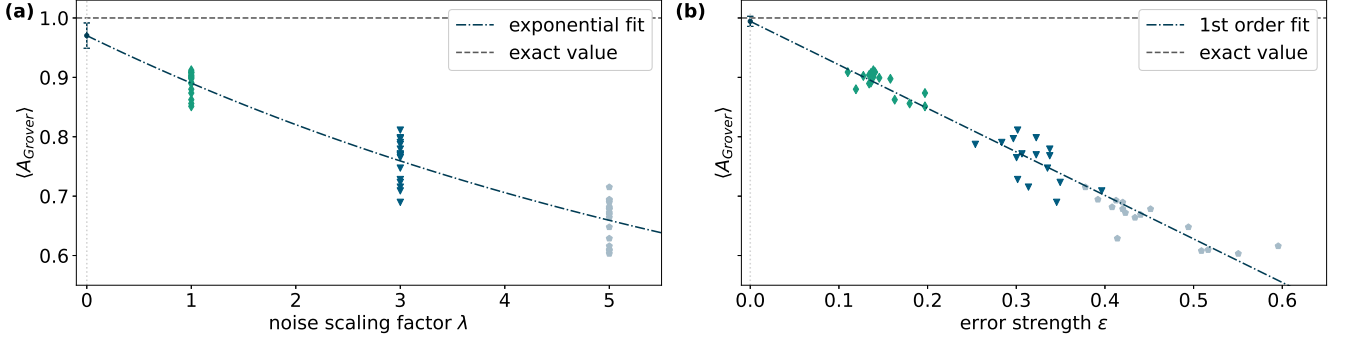 (a)
exponential fit
exact value
1.0
0.9
0.8
0.7
0.6
⟨A_Grover⟩
0 1 2 3 4 5
noise scaling factor λ
(b)
1st order fit
exact value
⟨A_Grover⟩
0.0 0.1 0.2 0.3 0.4 0.5 0.6
error strength ε